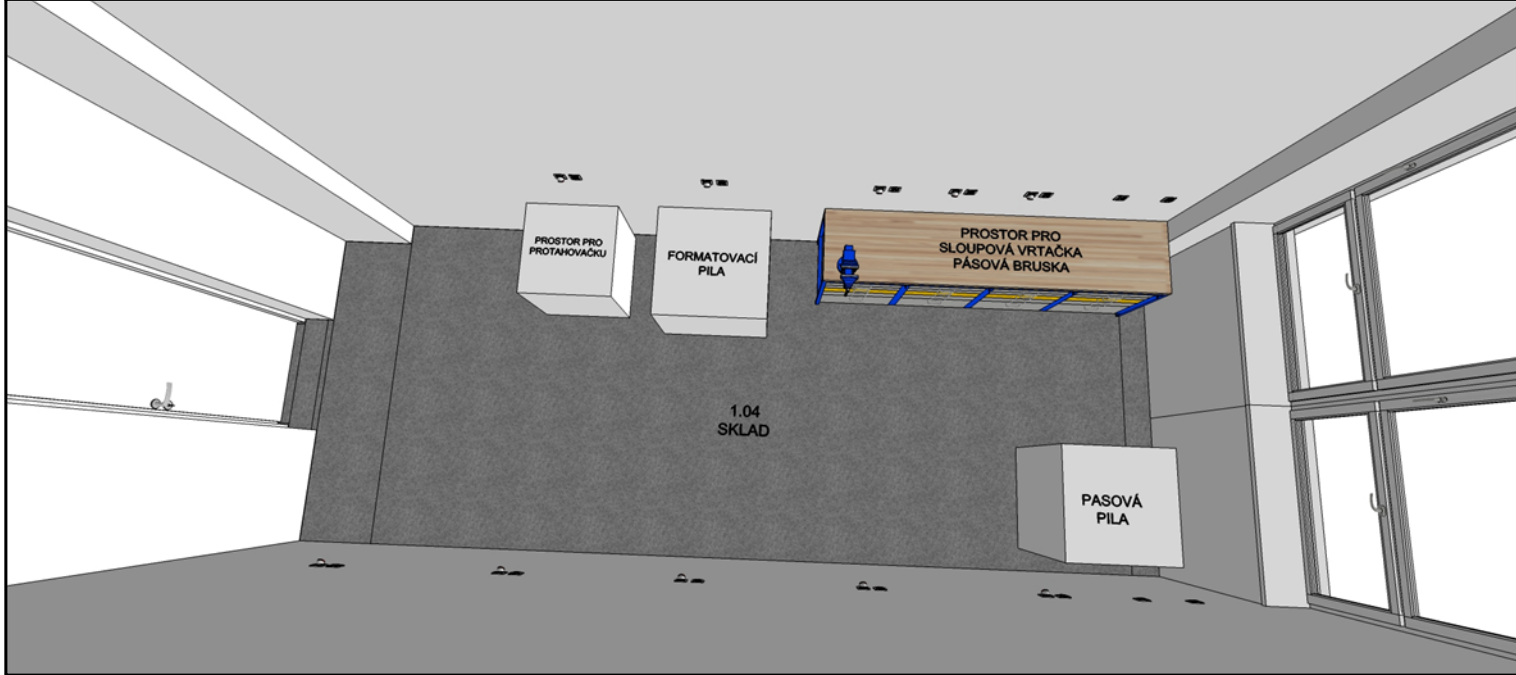 PROSTOR PRO
PROTAHOVAČKU
FORMATOVACÍ
PILA
PROSTOR PRO
SLOUPOVÁ VRTAČKA
PÁSOVÁ BRUSKA
1.04
SKLAD
PASOVÁ
PILA